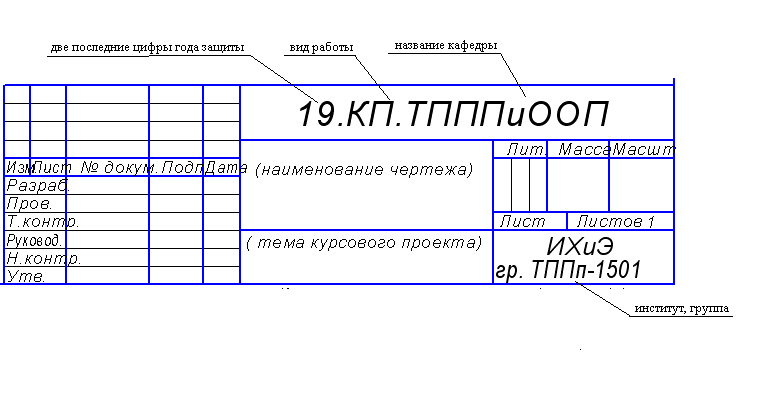 две последние цифры года защиты
вид работы
название кафедры
19.КП.ТПППиООП
Изм. Лист № докум. Подп. Дата
(наименование чертежа)
Лит. Масса Масшт
Разраб.
Пров.
Т.контр.
Лист
Листов 1
Руковод.
( тема курсового проекта)
ИХиЭ
Н.контр.
гр. ТППп-1501
Утв.
институт, группа